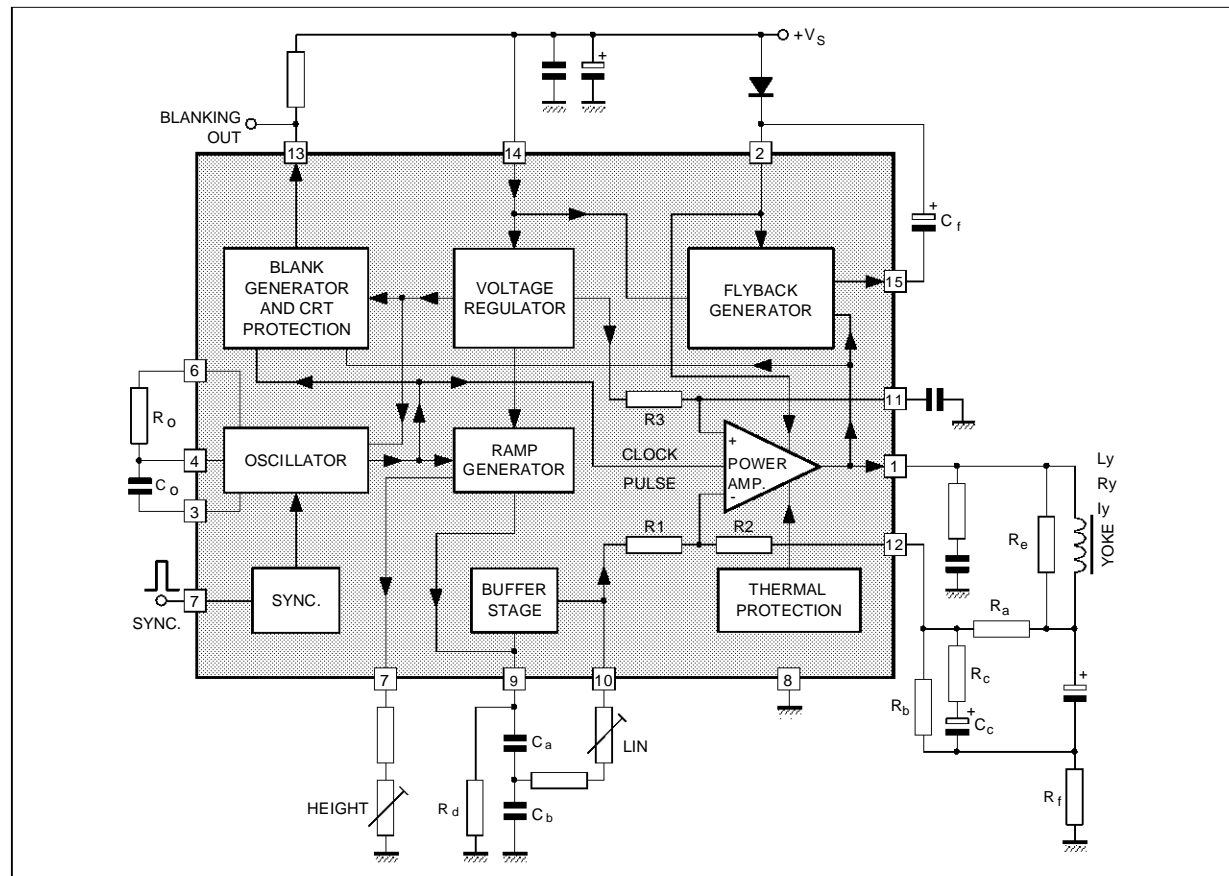 +VS
BLANKING
OUT
13
14
2
+
+
Cf
BLANK
GENERATOR
AND CRT
PROTECTION
VOLTAGE
REGULATOR
FLYBACK
GENERATOR
15
6
Ro
R3
11
4
OSCILLATOR
RAMP
GENERATOR
CLOCK
PULSE
+
POWER
AMP.
-
1
Co
3
Ly
Ry
Iy
YOKE
Re
R1
R2
12
7
SYNC.
SYNC.
BUFFER
STAGE
THERMAL
PROTECTION
Ra
7
9
10
8
Rb
Rc
+
Cc
+
LIN
Ca
HEIGHT
Rd
Cb
Rf